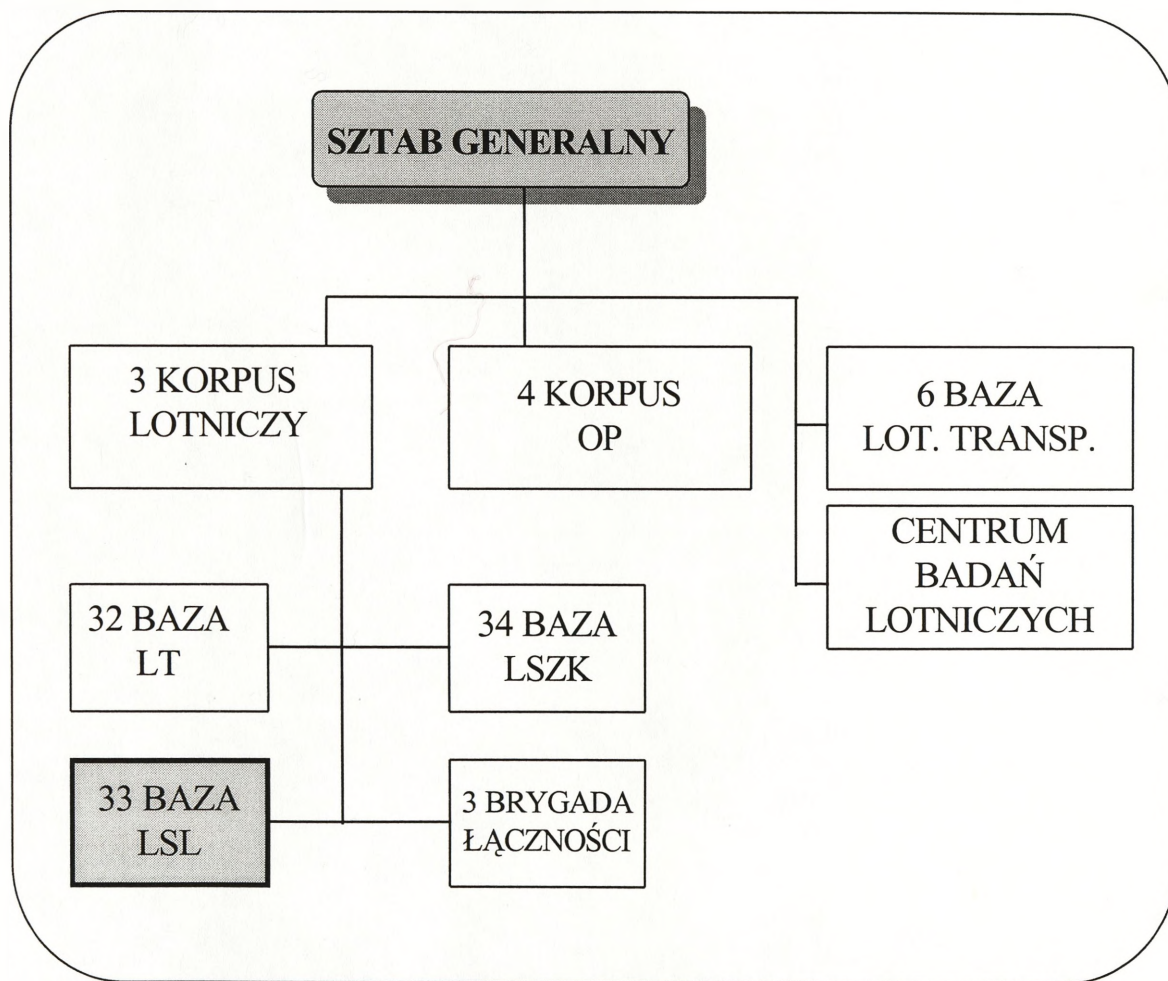 SZTAB GENERALNY
3 KORPUS
LOTNICZY
4 KORPUS
OP
6 BAZA
LOT. TRANSP.
CENTRUM
BADAŃ
LOTNICZYCH
32 BAZA
LT
34 BAZA
LSZK
33 BAZA
LSL
3 BRYGADA
ŁĄCZNOŚCI